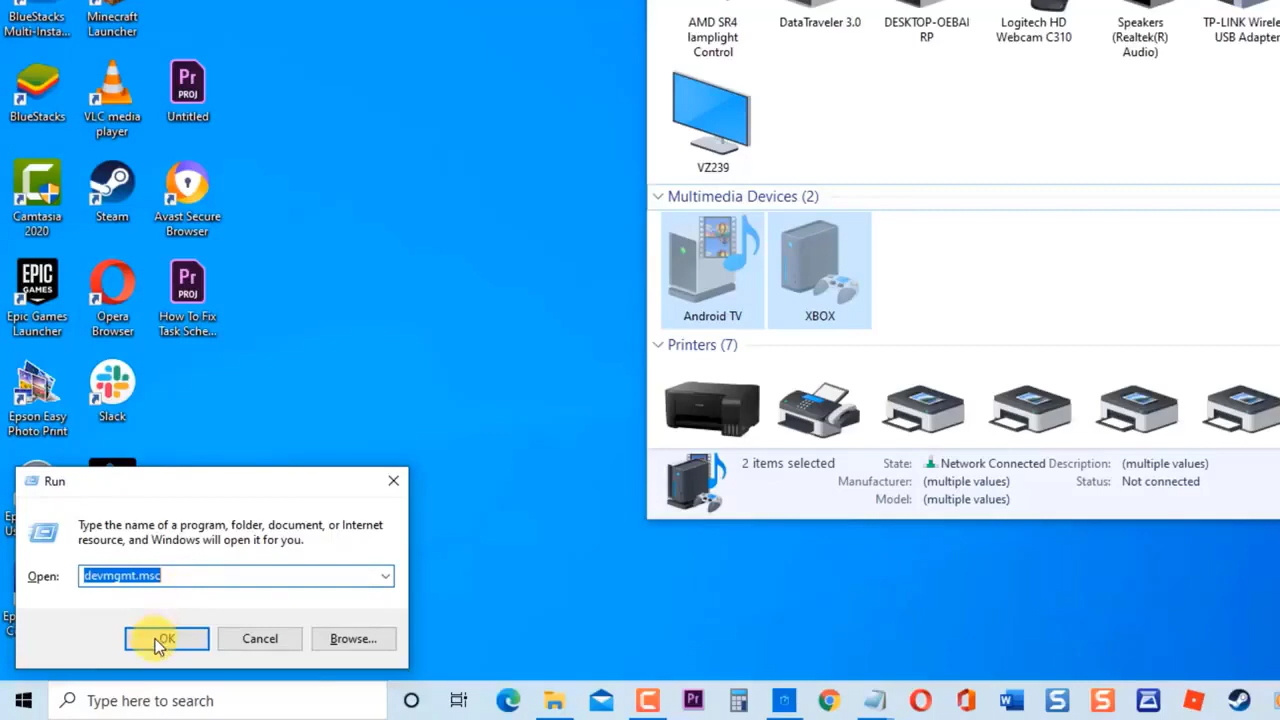 BlueStacks
Multi-Insta...
Minecraft
Launcher
BlueStacks
VLC media
player
Pr
PROJ
Untitled
Camtasia
2020
Steam
Avast Secure
Browser
EPIC
GAMES
Epic Games
Launcher
Opera
Browser
Pr
PROJ
How To Fix
Task Sche...
Epson Easy
Photo Print
Slack
AMD SR4
lamplight
Control
DataTraveler 3.0
DESKTOP-OEBAI
RP
Logitech HD
Webcam C310
Speakers
(Realtek(R)
Audio)
TP-LINK Wirele
USB Adapter
VZ239
Multimedia Devices (2)
Android TV
XBOX
Printers (7)
2 items selected
State: Network Connected
Manufacturer: (multiple values)
Model: (multiple values)
Description: (multiple values)
Status: Not connected
Run
Type the name of a program, folder, document, or Internet
resource, and Windows will open it for you.
Open: devmgmt.msc
OK
Cancel
Browse...
Type here to search
Pr